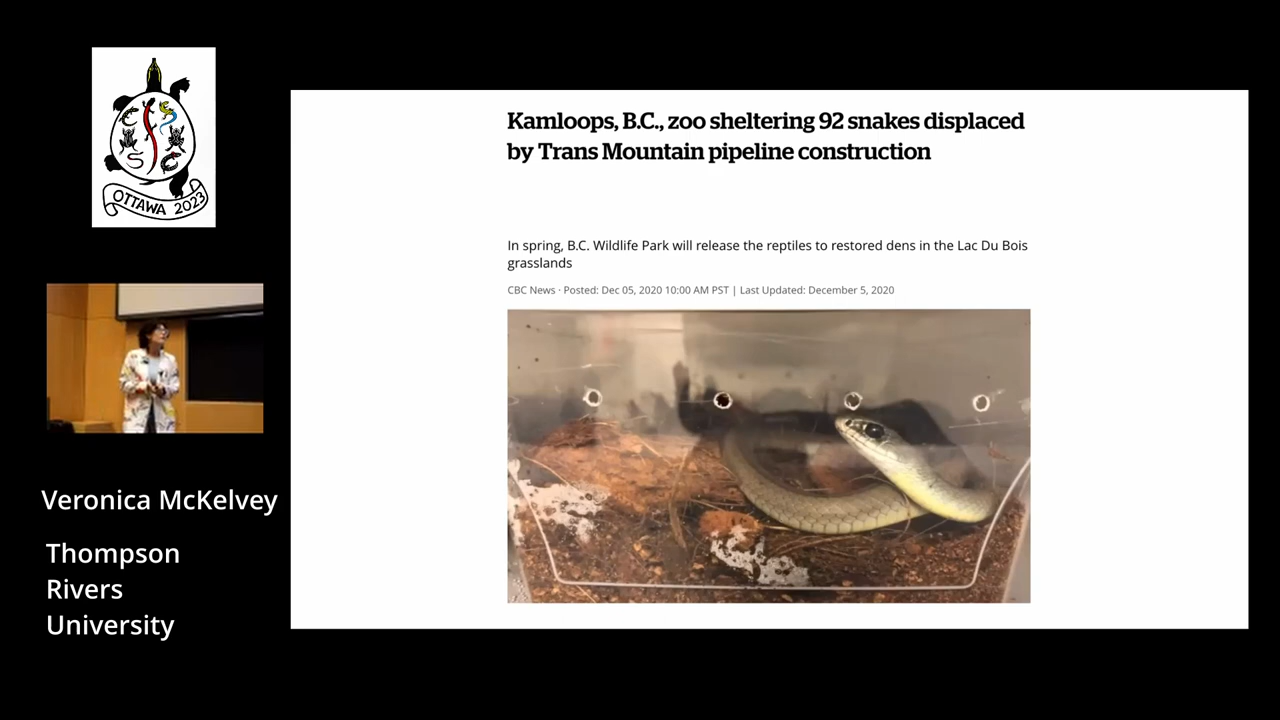 C
S
S
C
OTTAWA 2023
Veronica McKelvey
Thompson
Rivers
University
Kamloops, B.C., zoo sheltering 92 snakes displaced
by Trans Mountain pipeline construction
In spring, B.C. Wildlife Park will release the reptiles to restored dens in the Lac Du Bois
grasslands
CBC News · Posted: Dec 05, 2020 10:00 AM PST | Last Updated: December 5, 2020